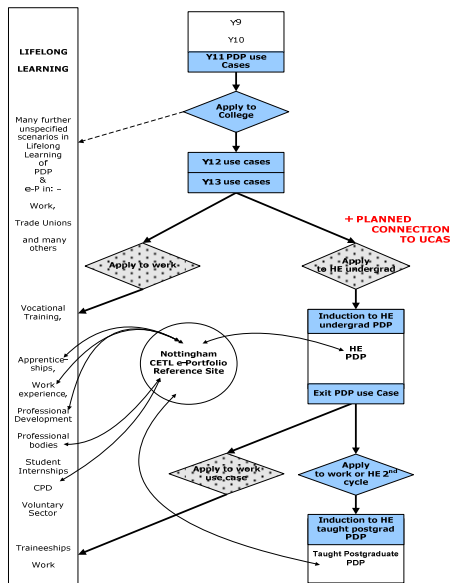 LIFELONG
LEARNING
Many further
unspecified
scenarios in
Lifelong
Learning
of
PDP
&
e-P in: –
Work,
Trade Unions
and many
others
Vocational
Training,
Apprentice-
ships,
Work
experience,
Professional
Development
Professional
bodies
Student
Internships
CPD
Voluntary
Sector
Traineeships
Work
Y9
Y10
Y11 PDP use
Cases
Apply to
College
Y12 use cases
Y13 use cases
+ PLANNED
CONNECTION
TO UCAS
Apply to work
Apply
to HE undergrad
Induction to HE
undergrad PDP
HE
PDP
Exit PDP use Case
Nottingham
CETL e-Portfolio
Reference Site
Apply to work
use case
Apply
to work or HE 2nd
cycle
Induction to HE
taught postgrad
PDP
Taught Postgraduate
PDP